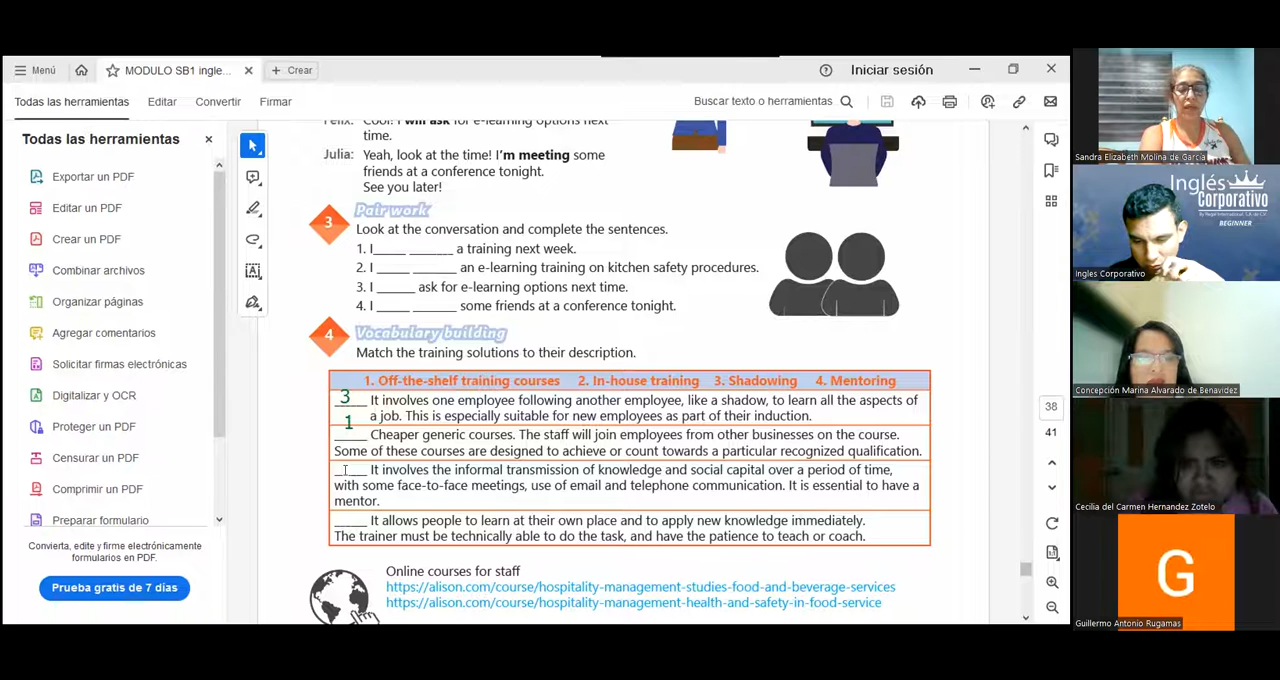 Menú
MODULO SB1 ingle...
Crear
Iniciar sesión
Todas las herramientas
Editar
Convertir
Firmar
Buscar texto o herramientas
Todas las herramientas
Exportar un PDF
Editar un PDF
Crear un PDF
Combinar archivos
Organizar páginas
Agregar comentarios
Solicitar firmas electrónicas
Digitalizar y OCR
Proteger un PDF
Censurar un PDF
Comprimir un PDF
Preparar formulario
Convierta, edite y firme electrónicamente
formularios en PDF.
Prueba gratis de 7 días
Felix: Cool! I will ask for e-learning options next
time.
Julia: Yeah, look at the time! I'm meeting some
friends at a conference tonight.
See you later!
3 Pair work
Look at the conversation and complete the sentences.
1. I_____ _______ a training next week.
2. I _____ _____ an e-learning training on kitchen safety procedures.
3. I ______ ask for e-learning options next time.
4. I _____ _______ some friends at a conference tonight.
4 Vocabulary building
Match the training solutions to their description.
1. Off-the-shelf training courses 2. In-house training 3. Shadowing 4. Mentoring
3 It involves an employee following another employee, like a shadow, to learn all the aspects of
a job. This is especially suitable for new employees as part of their induction.
1 Cheaper generic courses. The staff will join employees from other businesses on the course.
Some of these courses are designed to achieve or count towards a particular recognized qualification.
_____ It involves the informal transmission of knowledge and social capital over a period of time,
with some face-to-face meetings, use of email and telephone communication. It is essential to have a
mentor.
_____ It allows people to learn at their own place and to apply new knowledge immediately.
The trainer must be technically able to do the task, and have the patience to teach or coach.
Online courses for staff
https://alison.com/course/hospitality-management-studies-food-and-beverage-services
https://alison.com/course/hospitality-management-health-and-safety-in-food-service
38
41
Sandra Elizabeth Molina de Garcia
Inglés
Corporativo
By Regal International, S.A. de C.V.
BEGINNER
Ingles Corporativo
Concepción Marina Alvarado de Benavidez
Cecilia del Carmen Hernandez Zotelo
G
Guillermo Antonio Rugamas